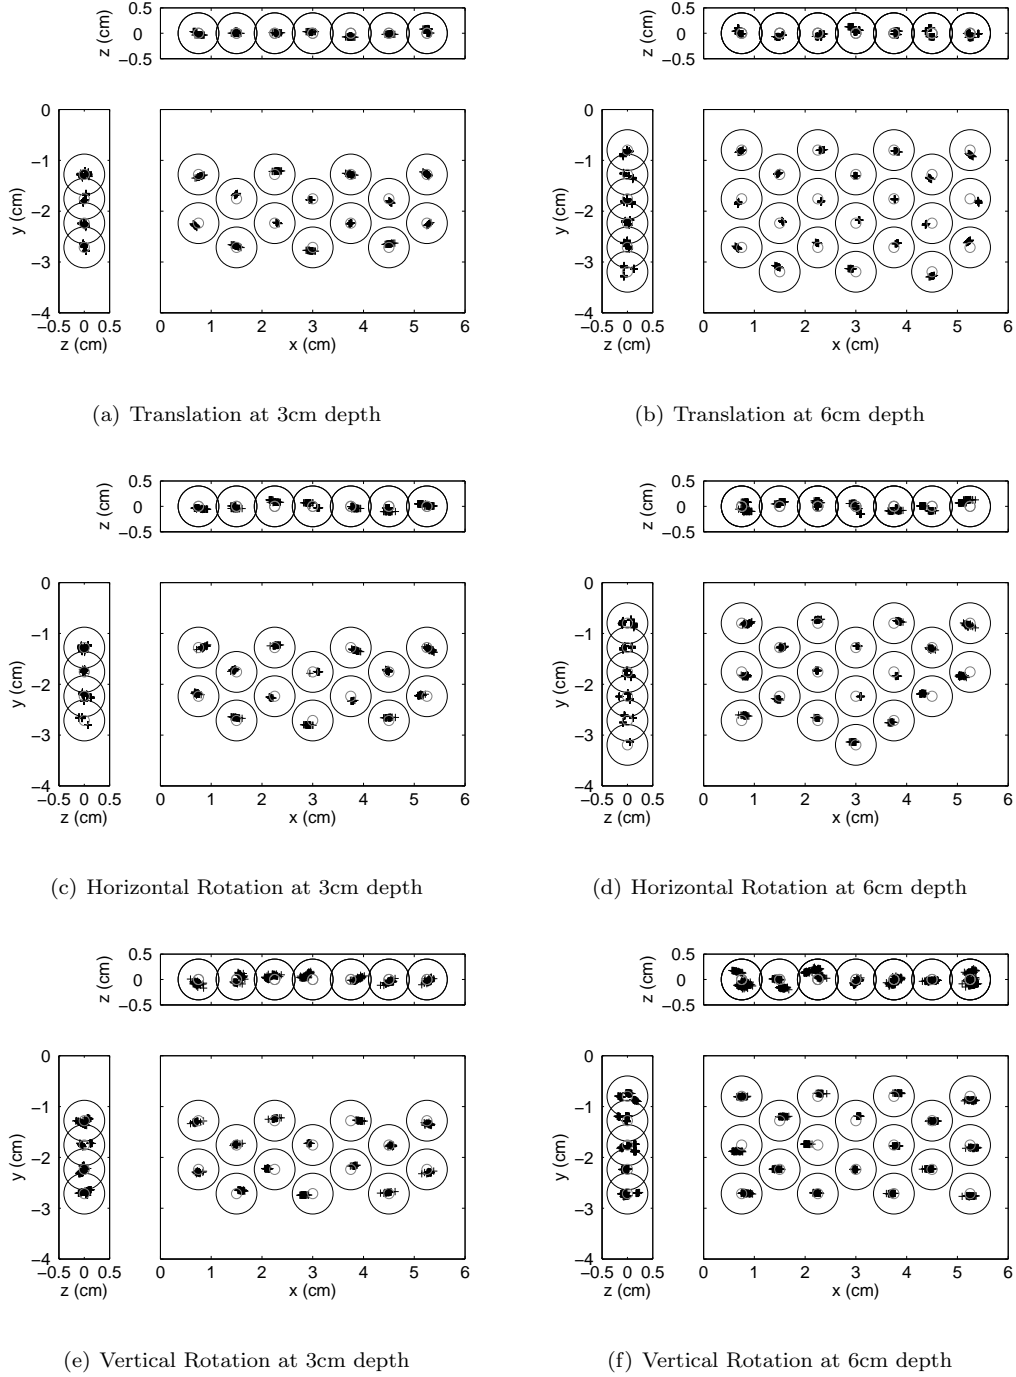 0.5
0
−0.5
z (cm)
0
−1
−2
−3
−4
y (cm)
−0.5 0 0.5
z (cm)
0 1 2 3 4 5 6
x (cm)
(a) Translation at 3cm depth
0.5
0
−0.5
z (cm)
0
−1
−2
−3
−4
y (cm)
−0.5 0 0.5
z (cm)
0 1 2 3 4 5 6
x (cm)
(b) Translation at 6cm depth
0.5
0
−0.5
z (cm)
0
−1
−2
−3
−4
y (cm)
−0.5 0 0.5
z (cm)
0 1 2 3 4 5 6
x (cm)
(c) Horizontal Rotation at 3cm depth
0.5
0
−0.5
z (cm)
0
−1
−2
−3
−4
y (cm)
−0.5 0 0.5
z (cm)
0 1 2 3 4 5 6
x (cm)
(d) Horizontal Rotation at 6cm depth
0.5
0
−0.5
z (cm)
0
−1
−2
−3
−4
y (cm)
−0.5 0 0.5
z (cm)
0 1 2 3 4 5 6
x (cm)
(e) Vertical Rotation at 3cm depth
0.5
0
−0.5
z (cm)
0
−1
−2
−3
−4
y (cm)
−0.5 0 0.5
z (cm)
0 1 2 3 4 5 6
x (cm)
(f) Vertical Rotation at 6cm depth